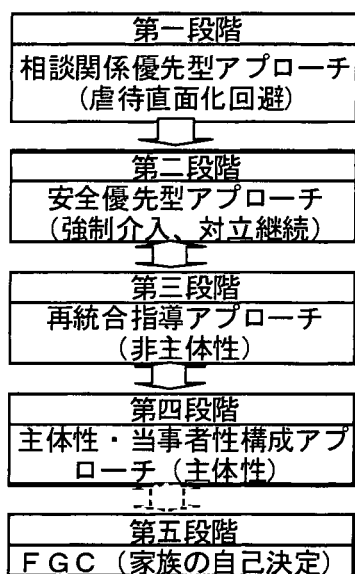 第一段階
相談関係優先型アプローチ
(虐待直面化回避)
第二段階
安全優先型アプローチ
(強制介入、対立継続)
第三段階
再統合指導アプローチ
(非主体性)
第四段階
主体性・当事者性構成アプ
ローチ(主体性)
第五段階
ＦＧＣ(家族の自己決定)